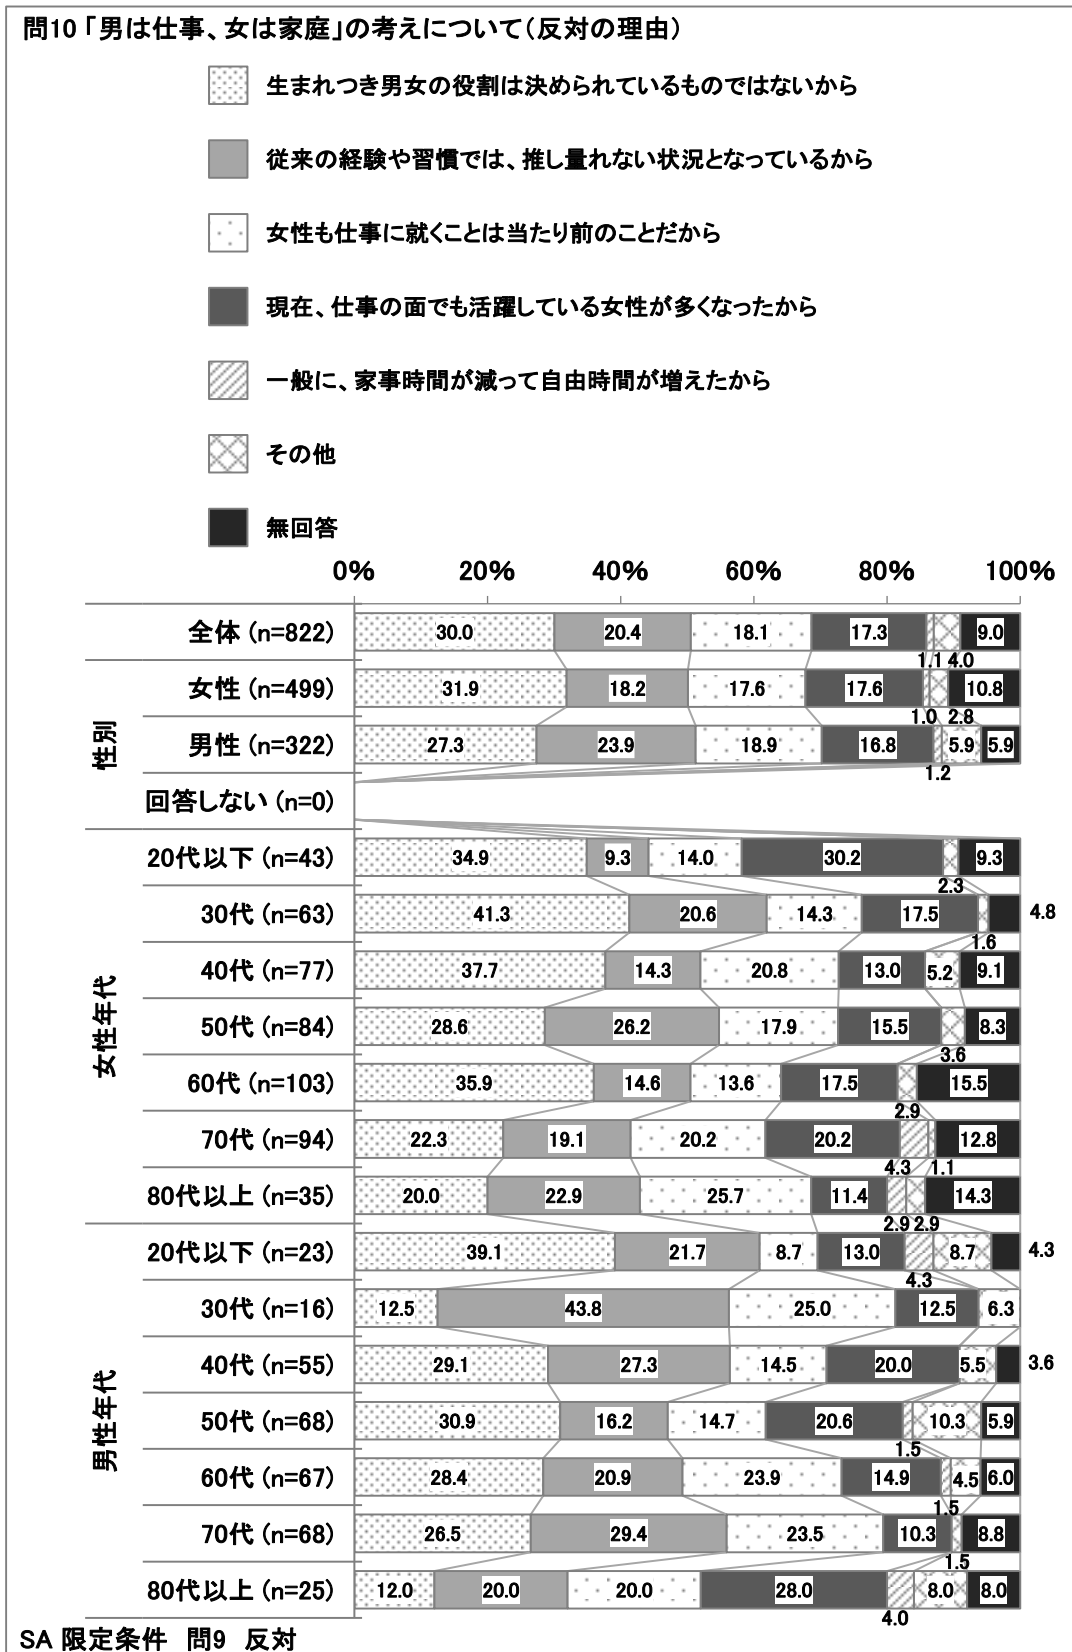 問10 「男は仕事、女は家庭」の考えについて（反対の理由）
生まれつき男女の役割は決められているものではないから
従来の経験や習慣では、推し量れない状況となっているから
女性も仕事に就くことは当たり前のことだから
現在、仕事の面でも活躍している女性が多くなったから
一般に、家事時間が減って自由時間が増えたから
その他
無回答
0% 20% 40% 60% 80% 100%
全体 (n=822) 30.0 20.4 18.1 17.3 1.1 4.0 9.0
性別
女性 (n=499) 31.9 18.2 17.6 17.6 1.0 2.8 10.8
男性 (n=322) 27.3 23.9 18.9 16.8 1.2 5.9 5.9
回答しない (n=0)
女性年代
20代以下 (n=43) 34.9 9.3 14.0 30.2 2.3 9.3
30代 (n=63) 41.3 20.6 14.3 17.5 1.6 4.8
40代 (n=77) 37.7 14.3 20.8 13.0 5.2 9.1
50代 (n=84) 28.6 26.2 17.9 15.5 3.6 8.3
60代 (n=103) 35.9 14.6 13.6 17.5 2.9 15.5
70代 (n=94) 22.3 19.1 20.2 20.2 4.3 1.1 12.8
80代以上 (n=35) 20.0 22.9 25.7 11.4 2.9 2.9 14.3
男性年代
20代以下 (n=23) 39.1 21.7 8.7 13.0 4.3 8.7 4.3
30代 (n=16) 12.5 43.8 25.0 12.5 6.3
40代 (n=55) 29.1 27.3 14.5 20.0 5.5 3.6
50代 (n=68) 30.9 16.2 14.7 20.6 1.5 10.3 5.9
60代 (n=67) 28.4 20.9 23.9 14.9 1.5 4.5 6.0
70代 (n=68) 26.5 29.4 23.5 10.3 1.5 8.8
80代以上 (n=25) 12.0 20.0 20.0 28.0 4.0 8.0 8.0
SA 限定条件 問9 反対